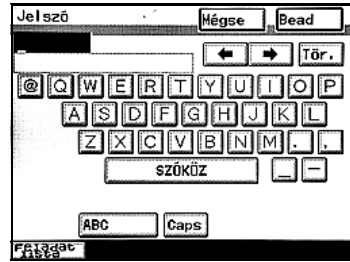 Jelszó Mégse Bead
← → Tör.
@ Q W E R T Y U I O P
A S D F G H J K L
Z X C V B N M . ,
SZÓKÖZ _ —
ABC Caps
Feladat
lista